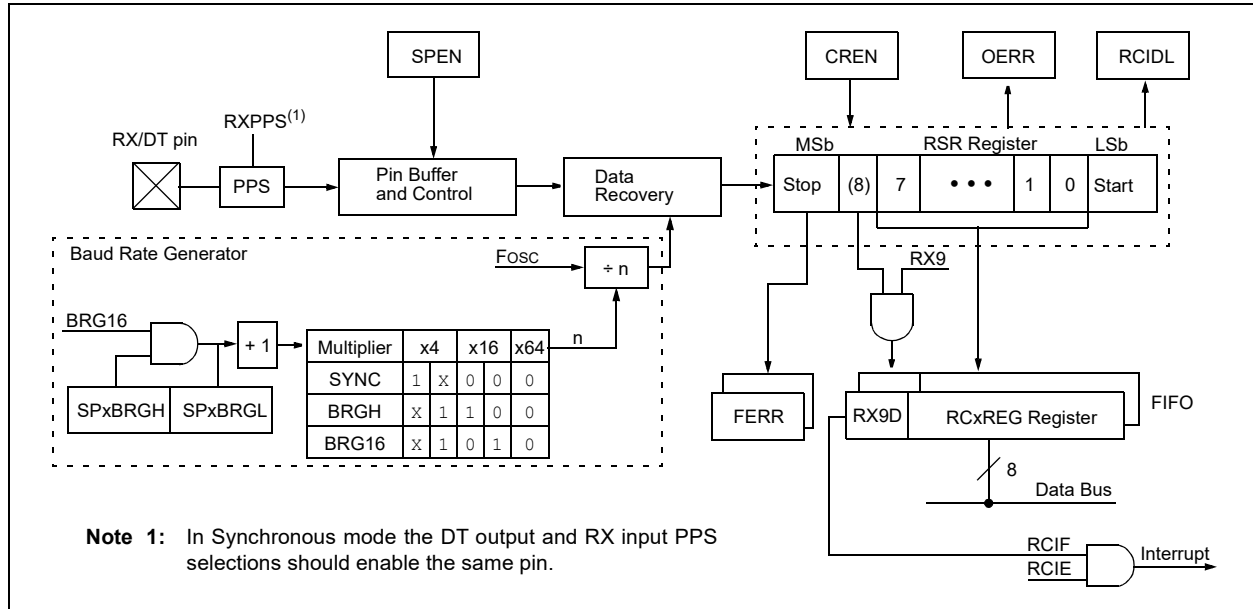 SPEN
CREN
OERR
RCIDL
RXPPS(1)
RX/DT pin
PPS
Pin Buffer
and Control
Data
Recovery
MSb
RSR Register
LSb
Stop
(8)
7
• • •
1
0
Start
Baud Rate Generator
FOSC
÷ n
RX9
BRG16
+ 1
n
Multiplier x4 x16 x64
SYNC 1 X 0 0 0
BRGH X 1 1 0 0
BRG16 X 1 0 1 0
SPxBRGH
SPxBRGL
FERR
RX9D
RCxREG Register
FIFO
8
Data Bus
Note 1: In Synchronous mode the DT output and RX input PPS
selections should enable the same pin.
RCIF
RCIE
Interrupt